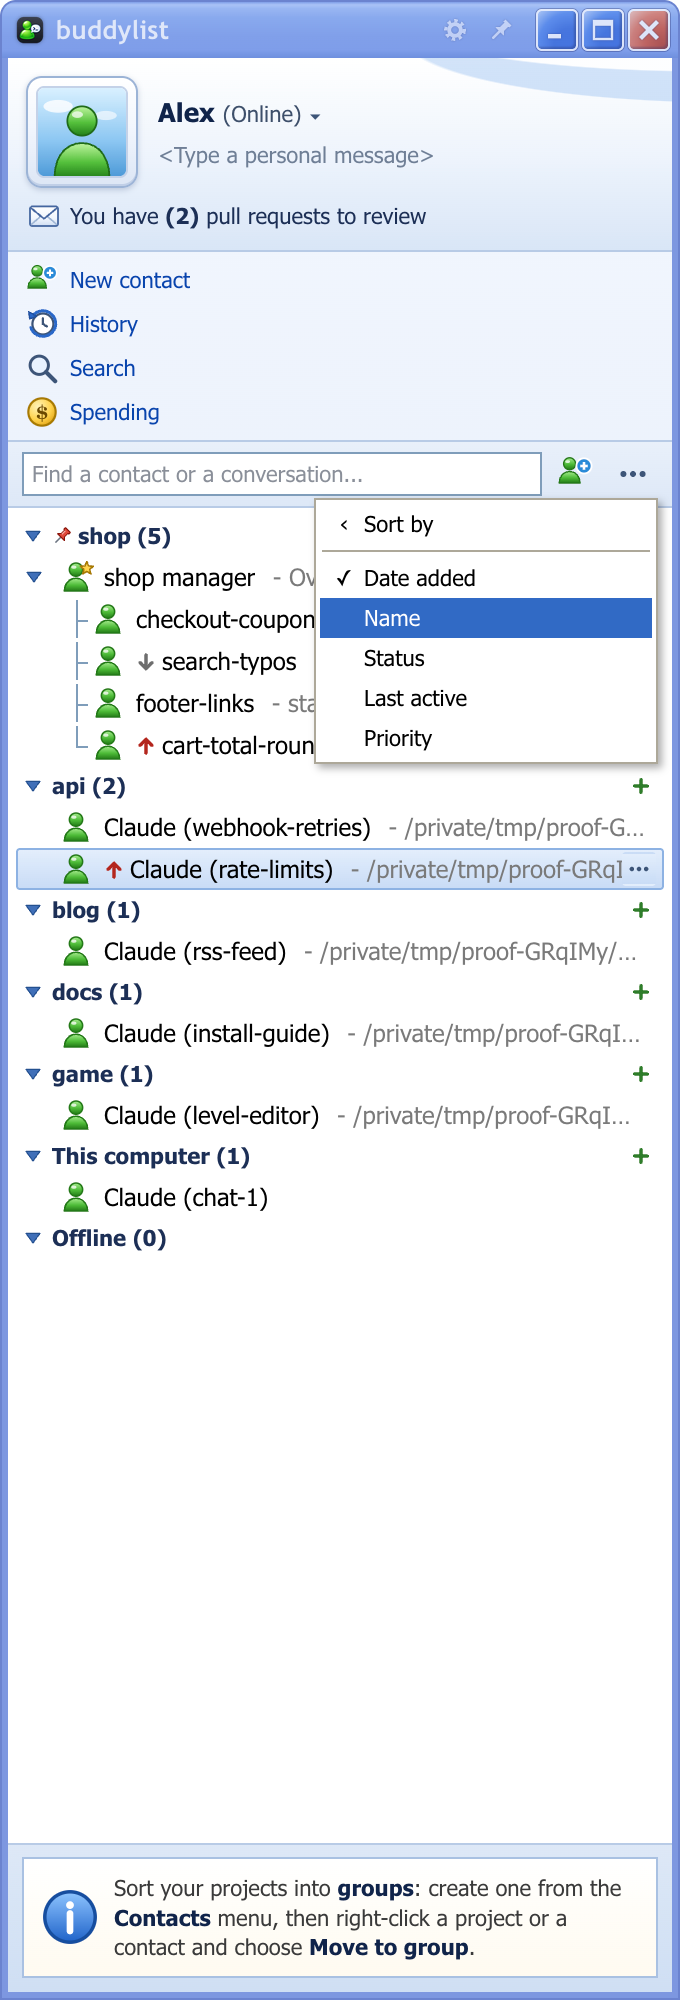 buddylist
Alex (Online)
<Type a personal message>
You have (2) pull requests to review
New contact
History
Search
Spending
Find a contact or a conversation...
Sort by
Date added
Name
Status
Last active
Priority
shop (5)
shop manager - Ov
checkout-coupon
search-typos
footer-links - sta
cart-total-roun
api (2)
Claude (webhook-retries) - /private/tmp/proof-G...
Claude (rate-limits) - /private/tmp/proof-GRqI
blog (1)
Claude (rss-feed) - /private/tmp/proof-GRqIMy/...
docs (1)
Claude (install-guide) - /private/tmp/proof-GRqI...
game (1)
Claude (level-editor) - /private/tmp/proof-GRqI...
This computer (1)
Claude (chat-1)
Offline (0)
Sort your projects into groups: create one from the
Contacts menu, then right-click a project or a
contact and choose Move to group.